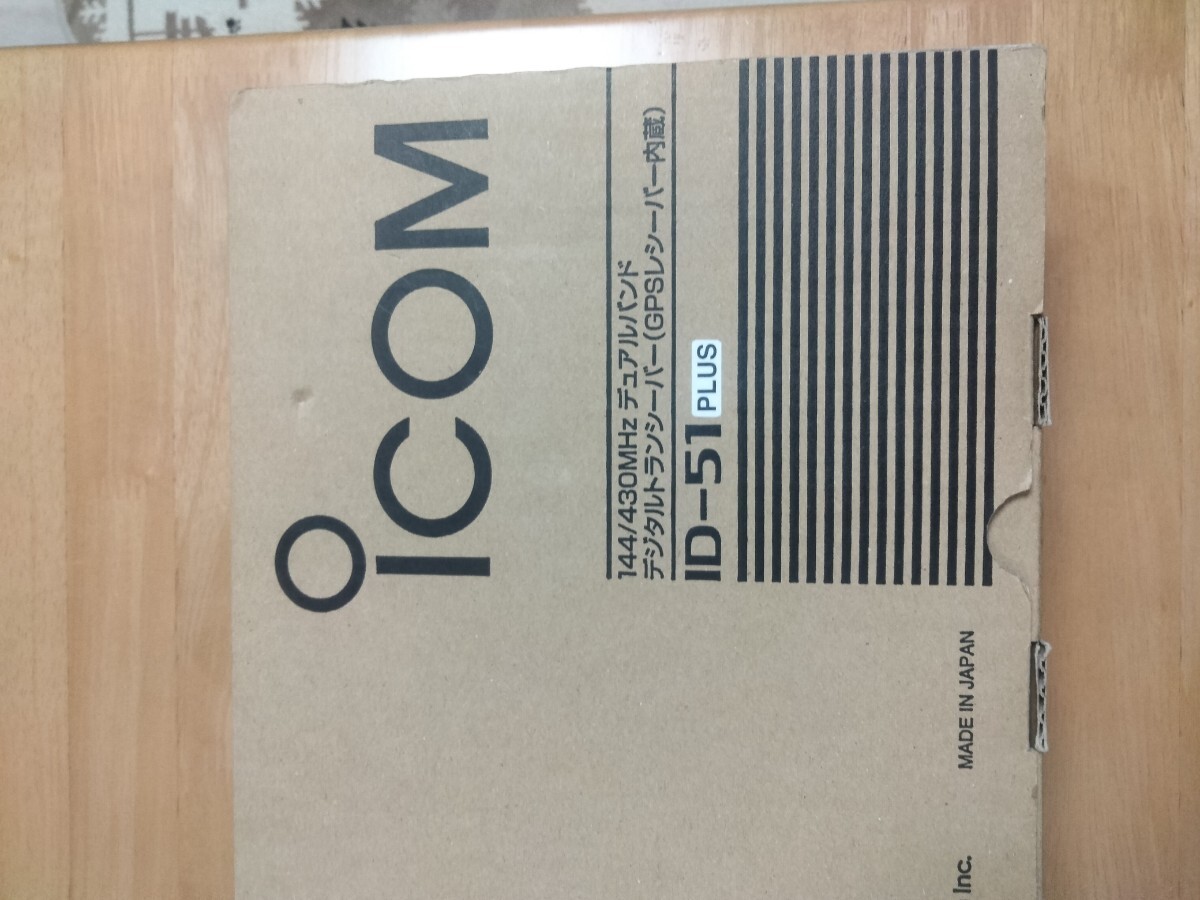 ICOM
144/430MHz デュアルバンド
デジタルトランシーバー(GPSレシーバー内蔵)
ID-51 PLUS
MADE IN JAPAN
Inc.